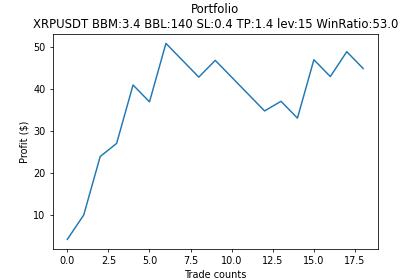 Portfolio
XRPUSDT BBM:3.4 BBL:140 SL:0.4 TP:1.4 lev:15 WinRatio:53.0
50
40
30
20
10
Profit ($)
0.0 2.5 5.0 7.5 10.0 12.5 15.0 17.5
Trade counts